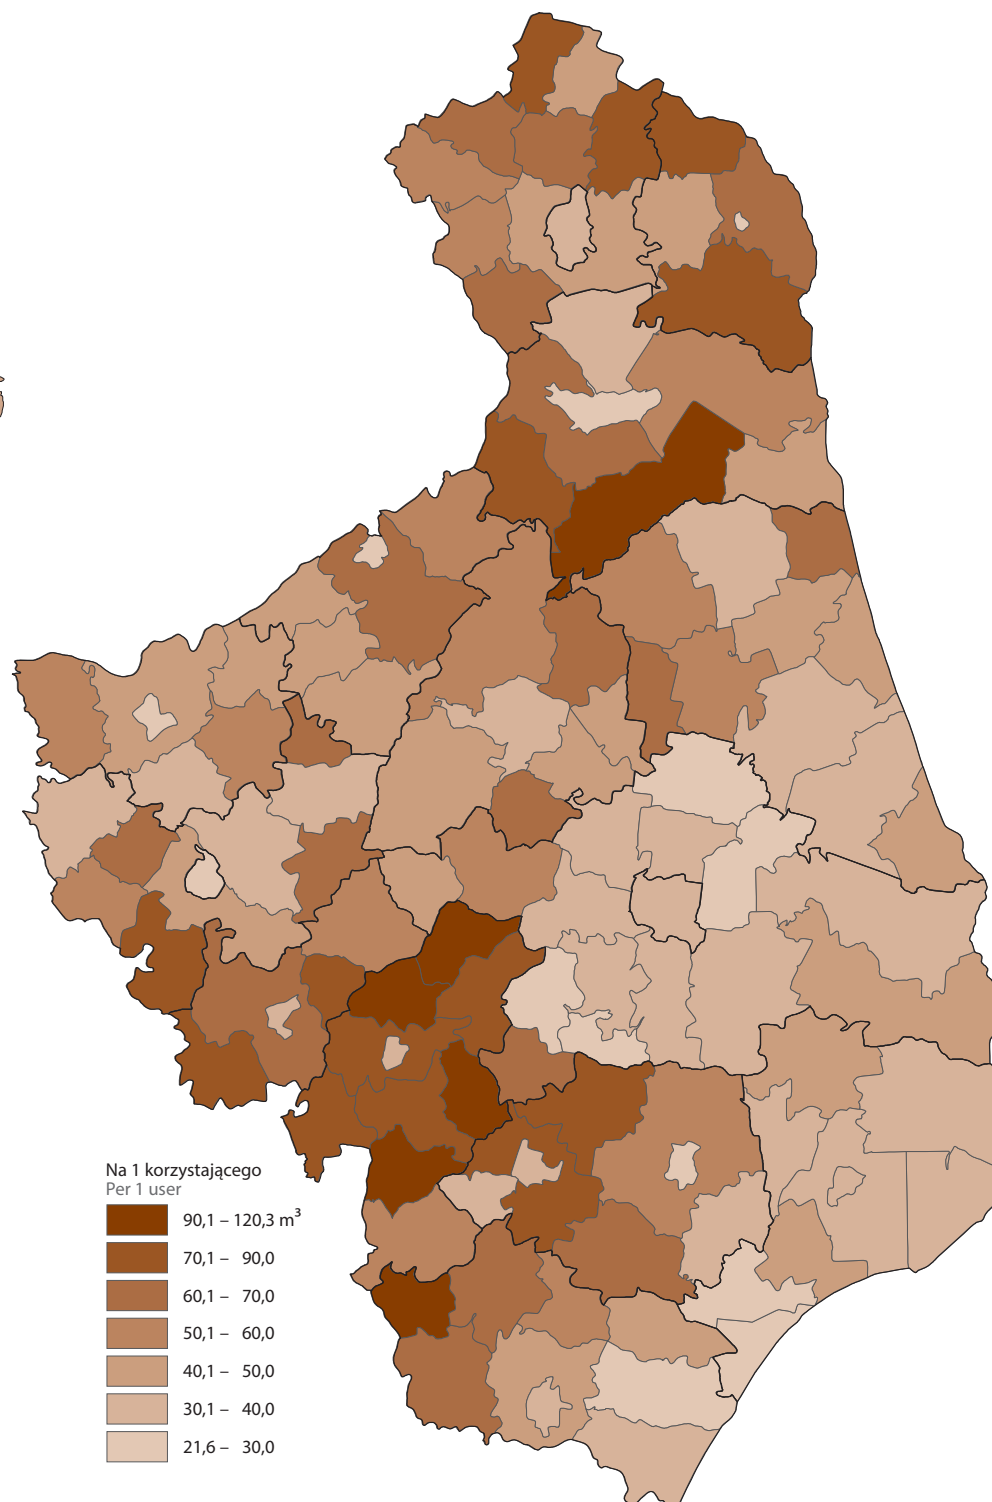 Na 1 korzystającego
Per 1 user
90,1 – 120,3 m³
70,1 – 90,0
60,1 – 70,0
50,1 – 60,0
40,1 – 50,0
30,1 – 40,0
21,6 – 30,0